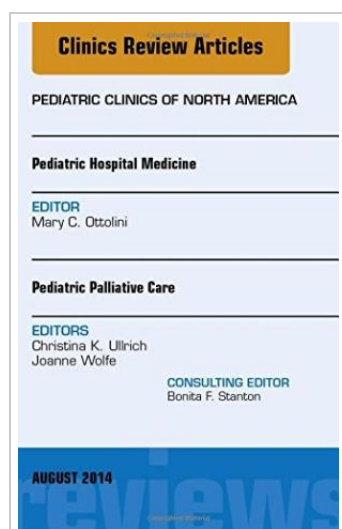 Clinics Review Articles
PEDIATRIC CLINICS OF NORTH AMERICA
Pediatric Hospital Medicine
EDITOR
Mary C. Ottolini
Pediatric Palliative Care
EDITORS
Christina K. Ullrich
Joanne Wolfe
CONSULTING EDITOR
Bonita F. Stanton
AUGUST 2014
reviews